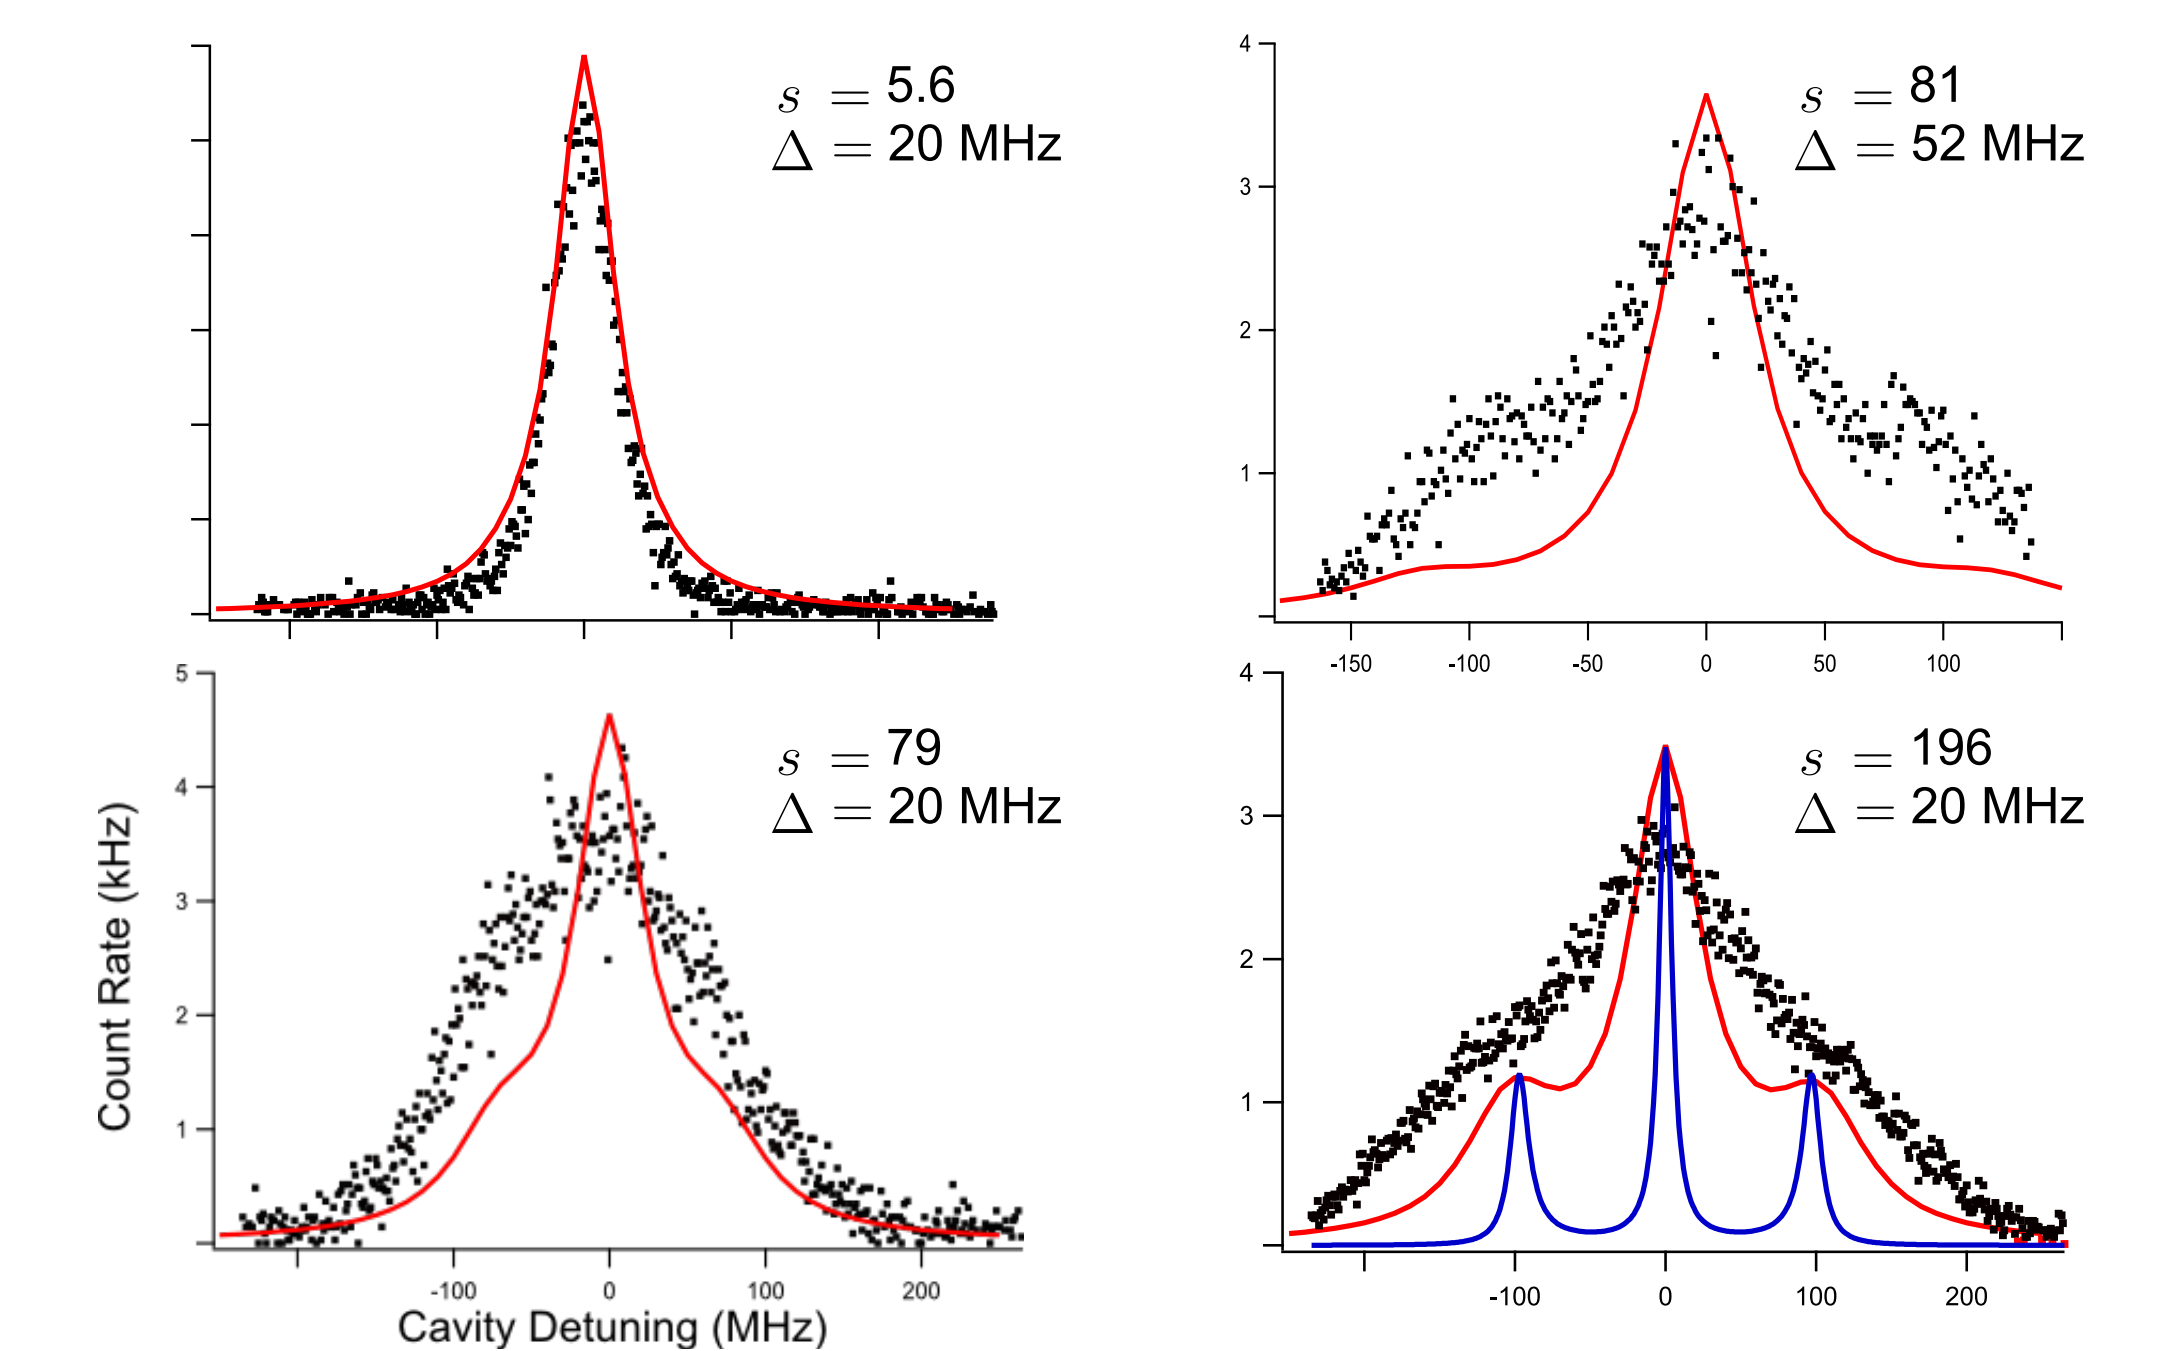 s = 5.6
Δ = 20 MHz
4
3
2
1
s = 81
Δ = 52 MHz
-150 -100 -50 0 50 100
5
4
3
2
1
Count Rate (kHz)
s = 79
Δ = 20 MHz
-100 0 100 200
Cavity Detuning (MHz)
4
3
2
1
s = 196
Δ = 20 MHz
-100 0 100 200